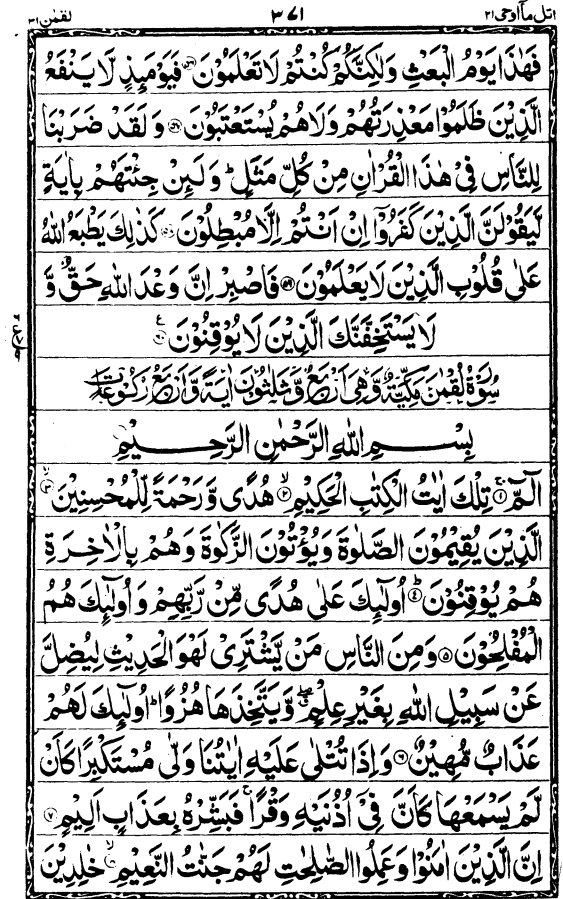 اتل مآ اوحی ٢١ ٣٧١ لقمٰن ٣١
فَهٰذَا يَوْمُ الْبَعْثِ وَلٰكِنَّكُمْ كُنْتُمْ لَا تَعْلَمُوْنَ ﴿٥٦﴾ فَيَوْمَئِذٍ لَّا يَنْفَعُ
الَّذِيْنَ ظَلَمُوْا مَعْذِرَتُهُمْ وَلَا هُمْ يُسْتَعْتَبُوْنَ ﴿٥٧﴾ وَلَقَدْ ضَرَبْنَا
لِلنَّاسِ فِيْ هٰذَا الْقُرْاٰنِ مِنْ كُلِّ مَثَلٍ ؕ وَلَئِنْ جِئْتَهُمْ بِاٰيَةٍ
لَّيَقُوْلَنَّ الَّذِيْنَ كَفَرُوْٓا اِنْ اَنْتُمْ اِلَّا مُبْطِلُوْنَ ﴿٥٨﴾ كَذٰلِكَ يَطْبَعُ اللّٰهُ
عَلٰى قُلُوْبِ الَّذِيْنَ لَا يَعْلَمُوْنَ ﴿٥٩﴾ فَاصْبِرْ اِنَّ وَعْدَ اللّٰهِ حَقٌّ وَّ
لَا يَسْتَخِفَّنَّكَ الَّذِيْنَ لَا يُوْقِنُوْنَ ﴿٦٠﴾ ع
سُوْرَةُ لُقْمٰنَ مَكِّيَّةٌ وَّهِيَ اَرْبَعٌ وَّثَلٰثُوْنَ اٰيَةً وَّاَرْبَعُ رُكُوْعَاتٍ
بِسْمِ اللّٰهِ الرَّحْمٰنِ الرَّحِيْمِ
الٓمّٓ ۚ ﴿١﴾ تِلْكَ اٰيٰتُ الْكِتٰبِ الْحَكِيْمِ ۙ ﴿٢﴾ هُدًى وَّرَحْمَةً لِّلْمُحْسِنِيْنَ ۙ ﴿٣﴾
الَّذِيْنَ يُقِيْمُوْنَ الصَّلٰوةَ وَيُؤْتُوْنَ الزَّكٰوةَ وَهُمْ بِالْاٰخِرَةِ
هُمْ يُوْقِنُوْنَ ؕ ﴿٤﴾ اُولٰٓئِكَ عَلٰى هُدًى مِّنْ رَّبِّهِمْ وَاُولٰٓئِكَ هُمُ
الْمُفْلِحُوْنَ ﴿٥﴾ وَمِنَ النَّاسِ مَنْ يَّشْتَرِيْ لَهْوَ الْحَدِيْثِ لِيُضِلَّ
عَنْ سَبِيْلِ اللّٰهِ بِغَيْرِ عِلْمٍ ۖ وَّيَتَّخِذَهَا هُزُوًا ؕ اُولٰٓئِكَ لَهُمْ
عَذَابٌ مُّهِيْنٌ ﴿٦﴾ وَاِذَا تُتْلٰى عَلَيْهِ اٰيٰتُنَا وَلّٰى مُسْتَكْبِرًا كَاَنْ
لَّمْ يَسْمَعْهَا كَاَنَّ فِيْٓ اُذُنَيْهِ وَقْرًا ۚ فَبَشِّرْهُ بِعَذَابٍ اَلِيْمٍ ﴿٧﴾
اِنَّ الَّذِيْنَ اٰمَنُوْا وَعَمِلُوا الصّٰلِحٰتِ لَهُمْ جَنّٰتُ النَّعِيْمِ ۙ ﴿٨﴾ خٰلِدِيْنَ